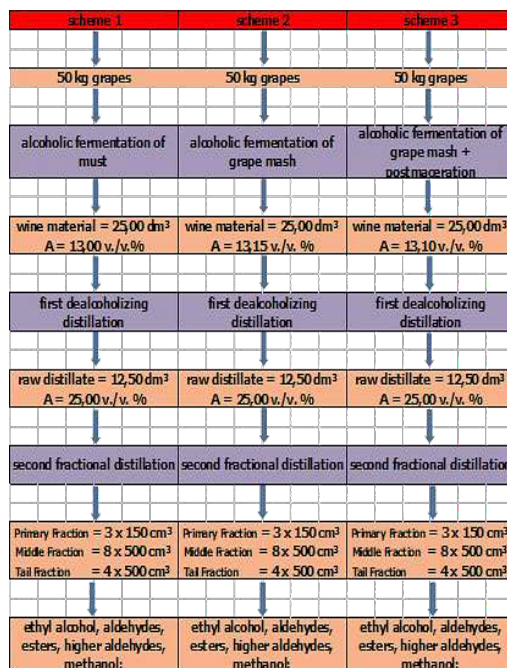 scheme 1
scheme 2
scheme 3
50 kg grapes
50 kg grapes
50 kg grapes
alcoholic fermentation of
must
alcoholic fermentation of
grape mash
alcoholic fermentation of
grape mash +
postmaceration
wine material = 25,00 dm³
A = 13,00 v./v. %
wine material = 25,00 dm³
A = 13,15 v./v. %
wine material = 25,00 dm³
A = 13,10 v./v. %
first dealcoholizing
distillation
first dealcoholizing
distillation
first dealcoholizing
distillation
raw distillate = 12,50 dm³
A = 25,00 v./v. %
raw distillate = 12,50 dm³
A = 25,00 v./v. %
raw distillate = 12,50 dm³
A = 25,00 v./v. %
second fractional distillation
second fractional distillation
second fractional distillation
Primary Fraction = 3 x 150 cm³
Middle Fraction = 8 x 500 cm³
Tail Fraction = 4 x 500 cm³
Primary Fraction = 3 x 150 cm³
Middle Fraction = 8 x 500 cm³
Tail Fraction = 4 x 500 cm³
Primary Fraction = 3 x 150 cm³
Middle Fraction = 8 x 500 cm³
Tail Fraction = 4 x 500 cm³
ethyl alcohol, aldehydes,
esters, higher aldehydes,
methanol;
ethyl alcohol, aldehydes,
esters, higher aldehydes,
methanol;
ethyl alcohol, aldehydes,
esters, higher aldehydes,
methanol;